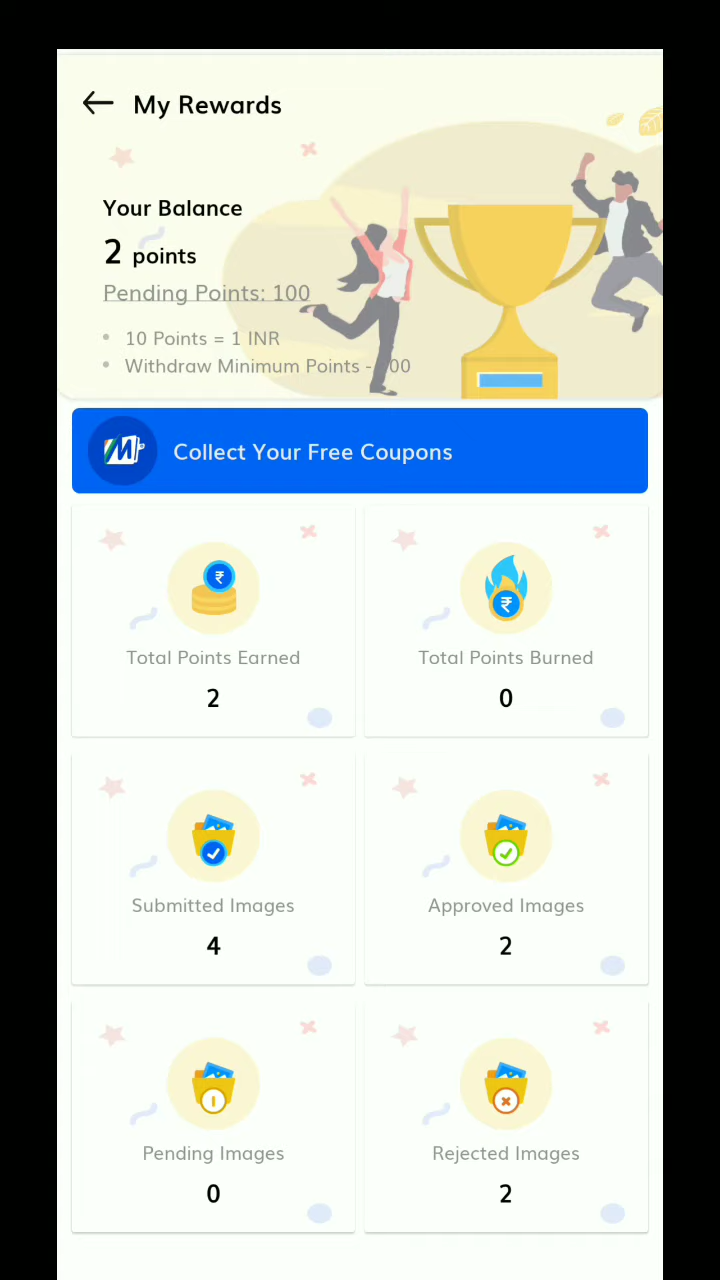 My Rewards
Your Balance
2 points
Pending Points: 100
10 Points = 1 INR
Withdraw Minimum Points -
Collect Your Free Coupons
Total Points Earned
2
Total Points Burned
0
Submitted Images
4
Approved Images
2
Pending Images
0
Rejected Images
2